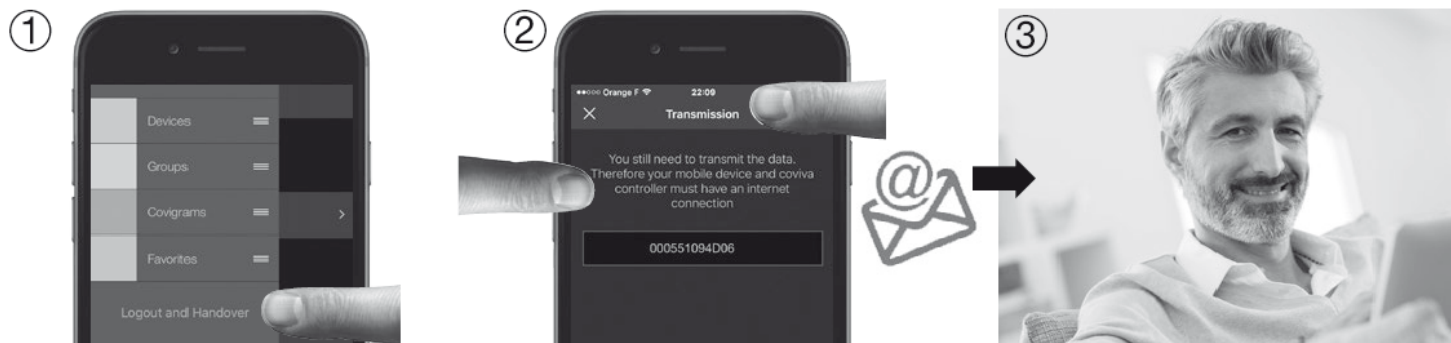 ①
Devices
Groups
Covigrams
Favorites
Logout and Handover
②
Orange F
22:09
Transmission
You still need to transmit the data.
Therefore your mobile device and coviva
controller must have an internet
connection
000551094D06
@
③